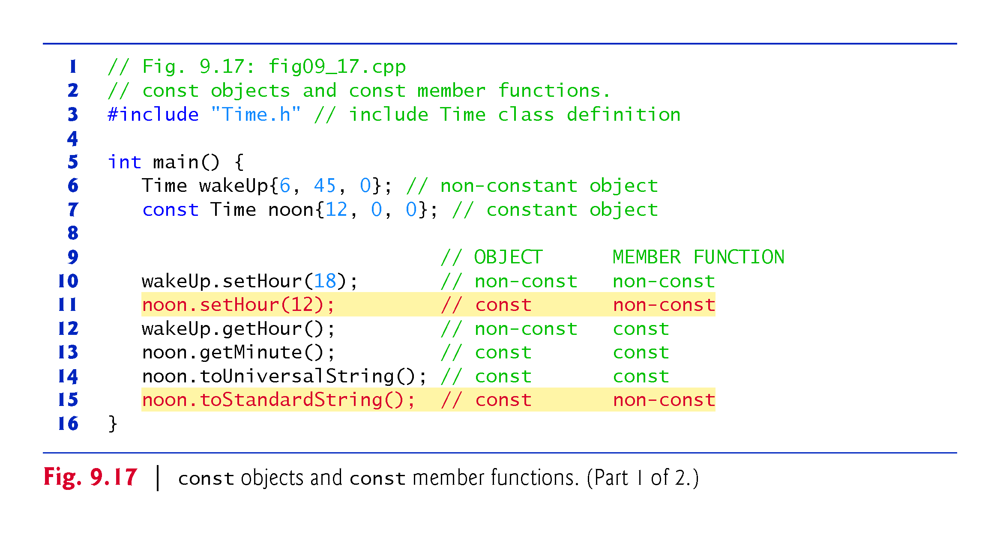 1 // Fig. 9.17: fig09_17.cpp
2 // const objects and const member functions.
3 #include "Time.h" // include Time class definition
4
5 int main() {
6    Time wakeUp{6, 45, 0}; // non-constant object
7    const Time noon{12, 0, 0}; // constant object
8
9                              // OBJECT      MEMBER FUNCTION
10    wakeUp.setHour(18);       // non-const   non-const
11    noon.setHour(12);         // const       non-const
12    wakeUp.getHour();         // non-const   const
13    noon.getMinute();         // const       const
14    noon.toUniversalString(); // const       const
15    noon.toStandardString();  // const       non-const
16 }
Fig. 9.17 | const objects and const member functions. (Part 1 of 2.)